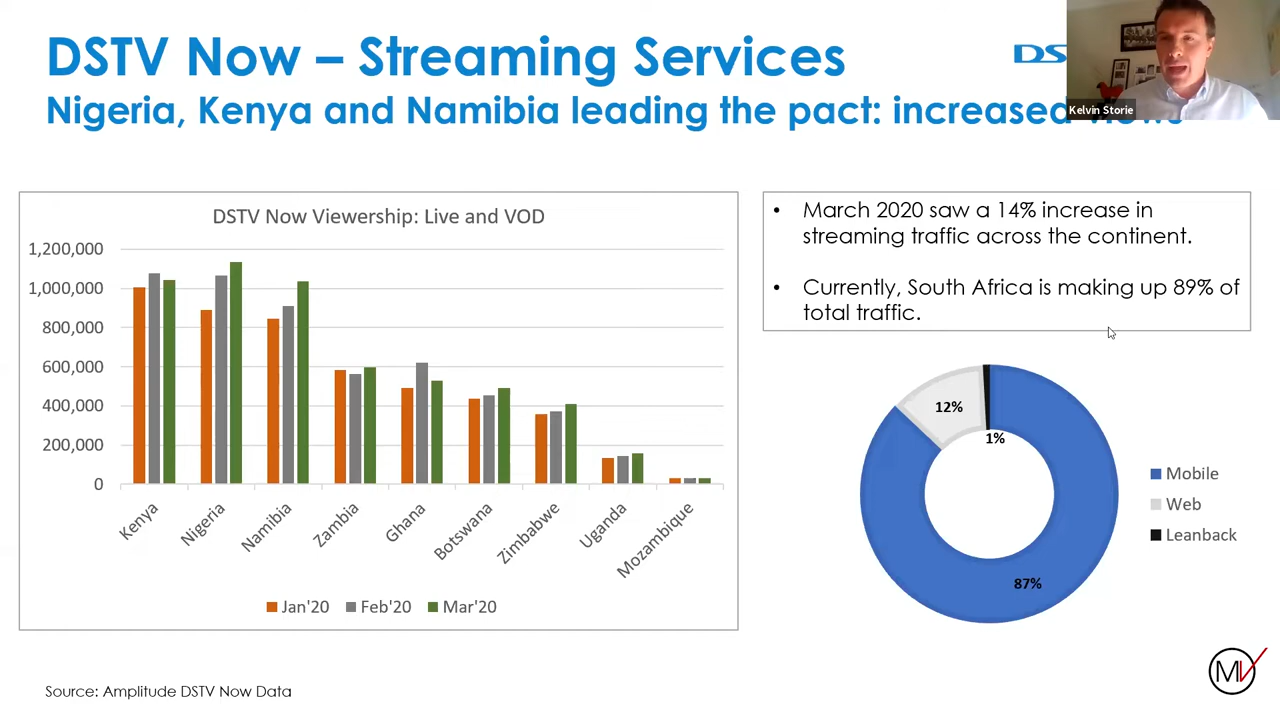 DSTV Now – Streaming Services
DS
Kelvin Storie
Nigeria, Kenya and Namibia leading the pact: increased
DSTV Now Viewership: Live and VOD
1,200,000
1,000,000
800,000
600,000
400,000
200,000
0
Kenya
Nigeria
Namibia
Zambia
Ghana
Botswana
Zimbabwe
Uganda
Mozambique
Jan'20
Feb'20
Mar'20
• March 2020 saw a 14% increase in
streaming traffic across the continent.
• Currently, South Africa is making up 89% of
total traffic.
12%
1%
87%
Mobile
Web
Leanback
Source: Amplitude DSTV Now Data
MV